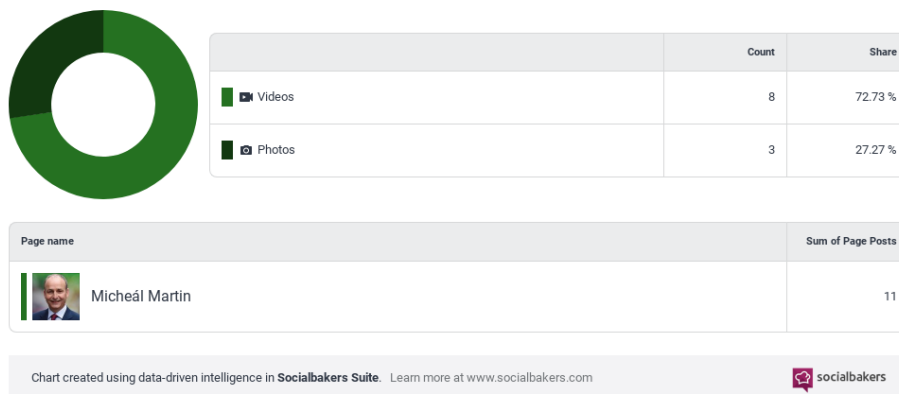 Count Share
Videos 8 72.73 %
Photos 3 27.27 %
Page name Sum of Page Posts
Micheál Martin 11
Chart created using data-driven intelligence in Socialbakers Suite. Learn more at www.socialbakers.com socialbakers